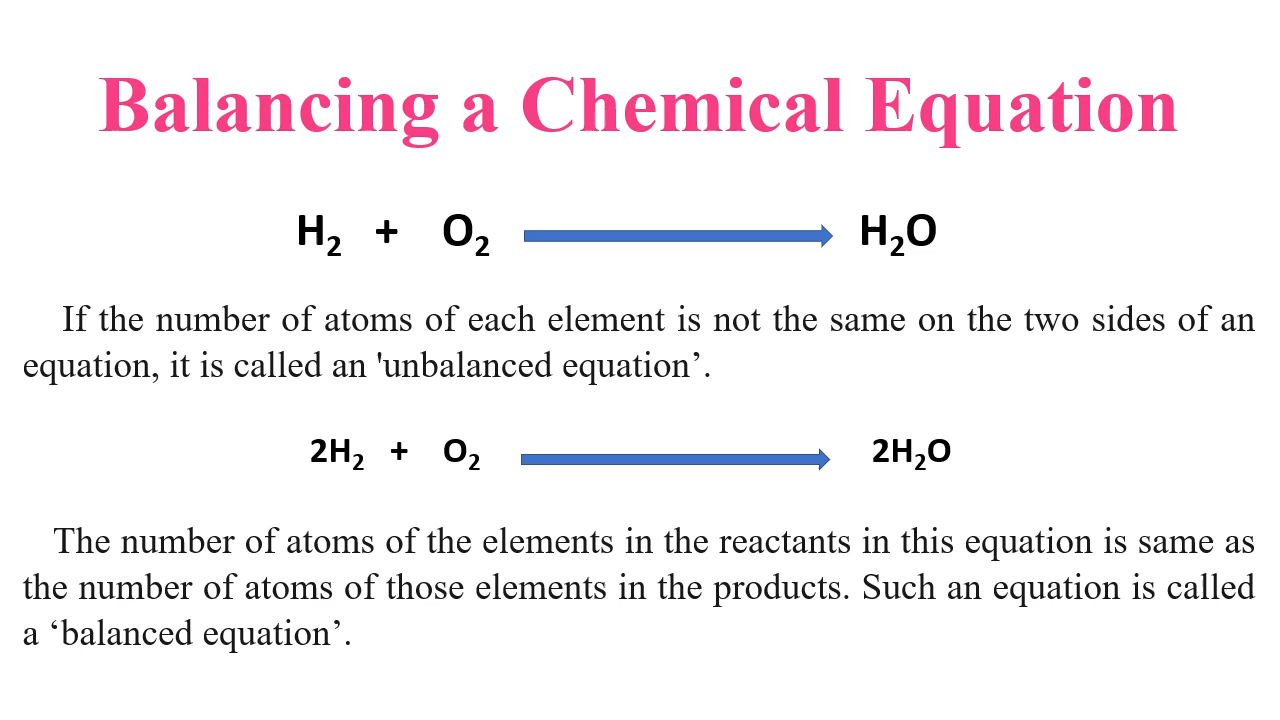 Balancing a Chemical Equation
H₂ + O₂ → H₂O
If the number of atoms of each element is not the same on the two sides of an
equation, it is called an 'unbalanced equation’.
2H₂ + O₂ → 2H₂O
The number of atoms of the elements in the reactants in this equation is same as
the number of atoms of those elements in the products. Such an equation is called
a ‘balanced equation’.